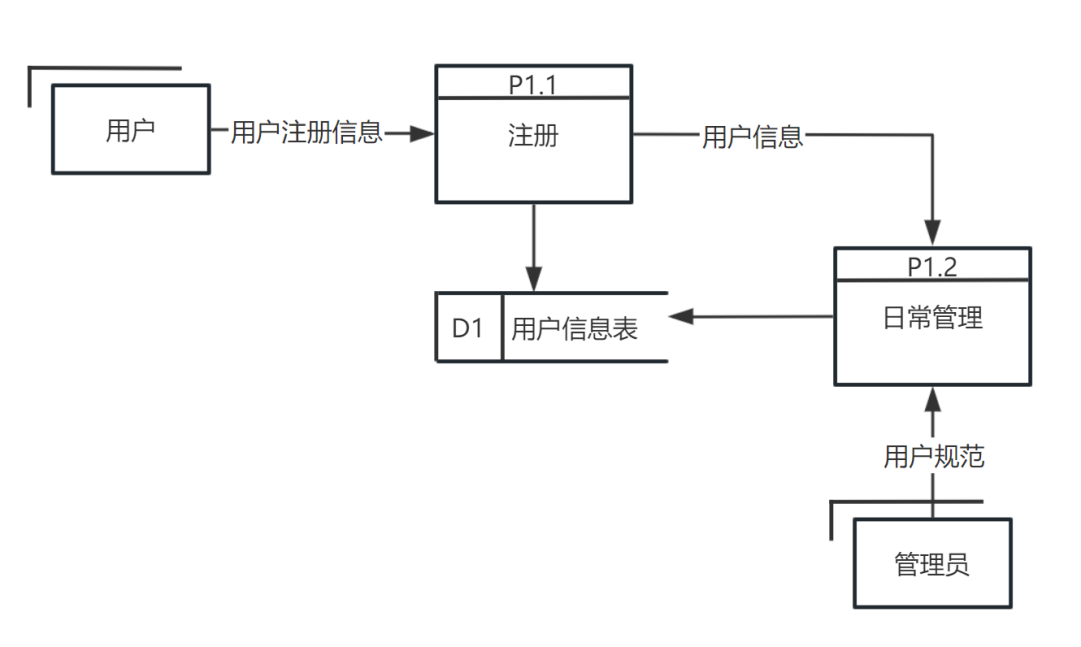 P1.1
用户
用户注册信息
注册
用户信息
P1.2
日常管理
D1
用户信息表
用户规范
管理员